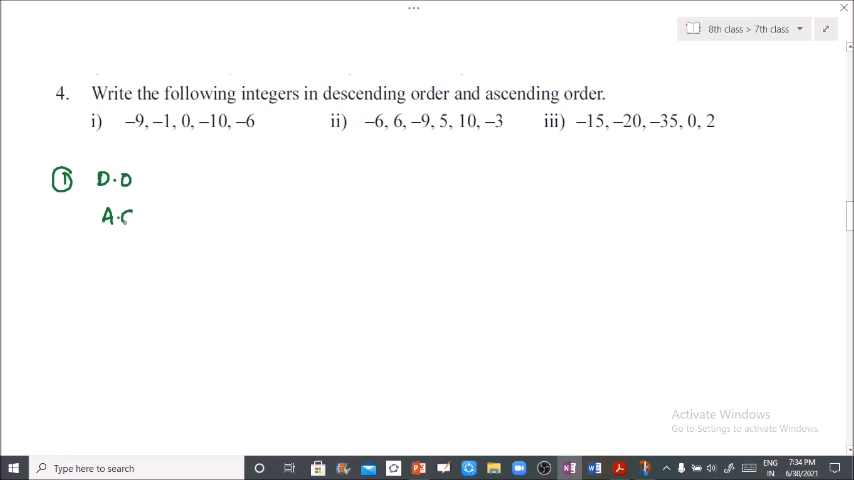 ...
8th class > 7th class
4. Write the following integers in descending order and ascending order.
i) –9, –1, 0, –10, –6 ii) –6, 6, –9, 5, 10, –3 iii) –15, –20, –35, 0, 2
① D.D
A.
Activate Windows
Go to Settings to activate Windows.
Type here to search
ENG
IN
7:34 PM
6/30/2021